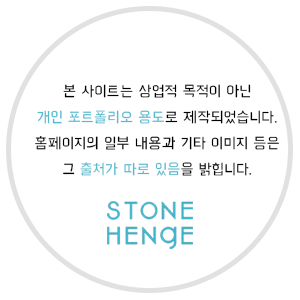 본 사이트는 상업적 목적이 아닌
개인 포트폴리오 용도로 제작되었습니다.
홈페이지의 일부 내용과 기타 이미지 등은
그 출처가 따로 있음을 밝힙니다.
STONE
HENgE